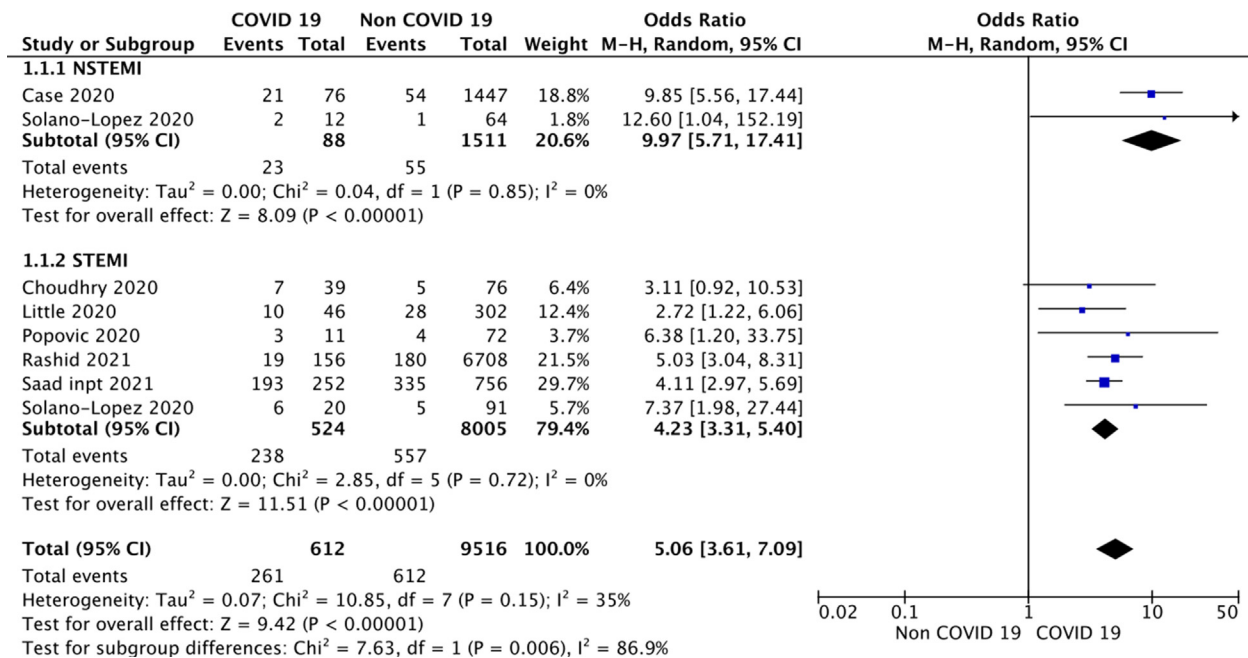 COVID 19 Non COVID 19 Odds Ratio Odds Ratio
Study or Subgroup Events Total Events Total Weight M-H, Random, 95% CI M-H, Random, 95% CI
1.1.1 NSTEMI
Case 2020 21 76 54 1447 18.8% 9.85 [5.56, 17.44]
Solano-Lopez 2020 2 12 1 64 1.8% 12.60 [1.04, 152.19]
Subtotal (95% CI) 88 1511 20.6% 9.97 [5.71, 17.41]
Total events 23 55
Heterogeneity: Tau² = 0.00; Chi² = 0.04, df = 1 (P = 0.85); I² = 0%
Test for overall effect: Z = 8.09 (P < 0.00001)
1.1.2 STEMI
Choudhry 2020 7 39 5 76 6.4% 3.11 [0.92, 10.53]
Little 2020 10 46 28 302 12.4% 2.72 [1.22, 6.06]
Popovic 2020 3 11 4 72 3.7% 6.38 [1.20, 33.75]
Rashid 2021 19 156 180 6708 21.5% 5.03 [3.04, 8.31]
Saad inpt 2021 193 252 335 756 29.7% 4.11 [2.97, 5.69]
Solano-Lopez 2020 6 20 5 91 5.7% 7.37 [1.98, 27.44]
Subtotal (95% CI) 524 8005 79.4% 4.23 [3.31, 5.40]
Total events 238 557
Heterogeneity: Tau² = 0.00; Chi² = 2.85, df = 5 (P = 0.72); I² = 0%
Test for overall effect: Z = 11.51 (P < 0.00001)
Total (95% CI) 612 9516 100.0% 5.06 [3.61, 7.09]
Total events 261 612
Heterogeneity: Tau² = 0.07; Chi² = 10.85, df = 7 (P = 0.15); I² = 35%
Test for overall effect: Z = 9.42 (P < 0.00001)
Test for subgroup differences: Chi² = 7.63, df = 1 (P = 0.006), I² = 86.9%
0.02 0.1 1 10 50
Non COVID 19 COVID 19